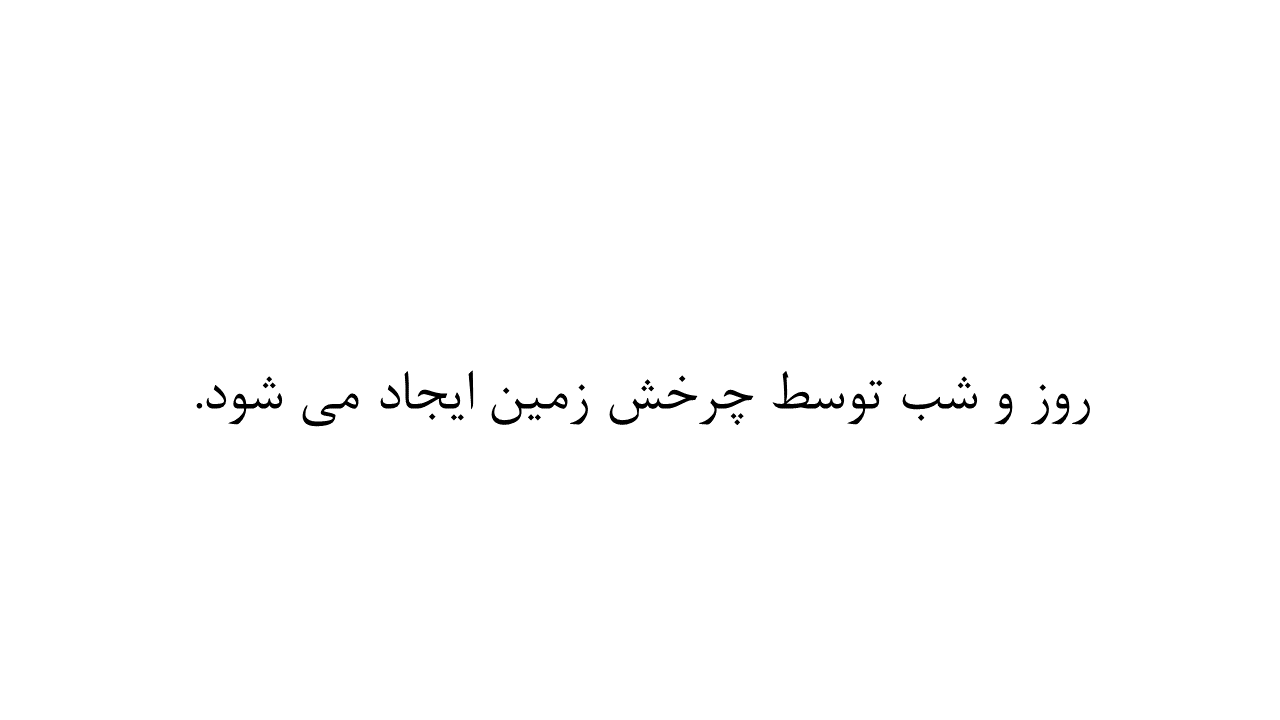 روز و شب توسط چرخش زمین ایجاد می شود.